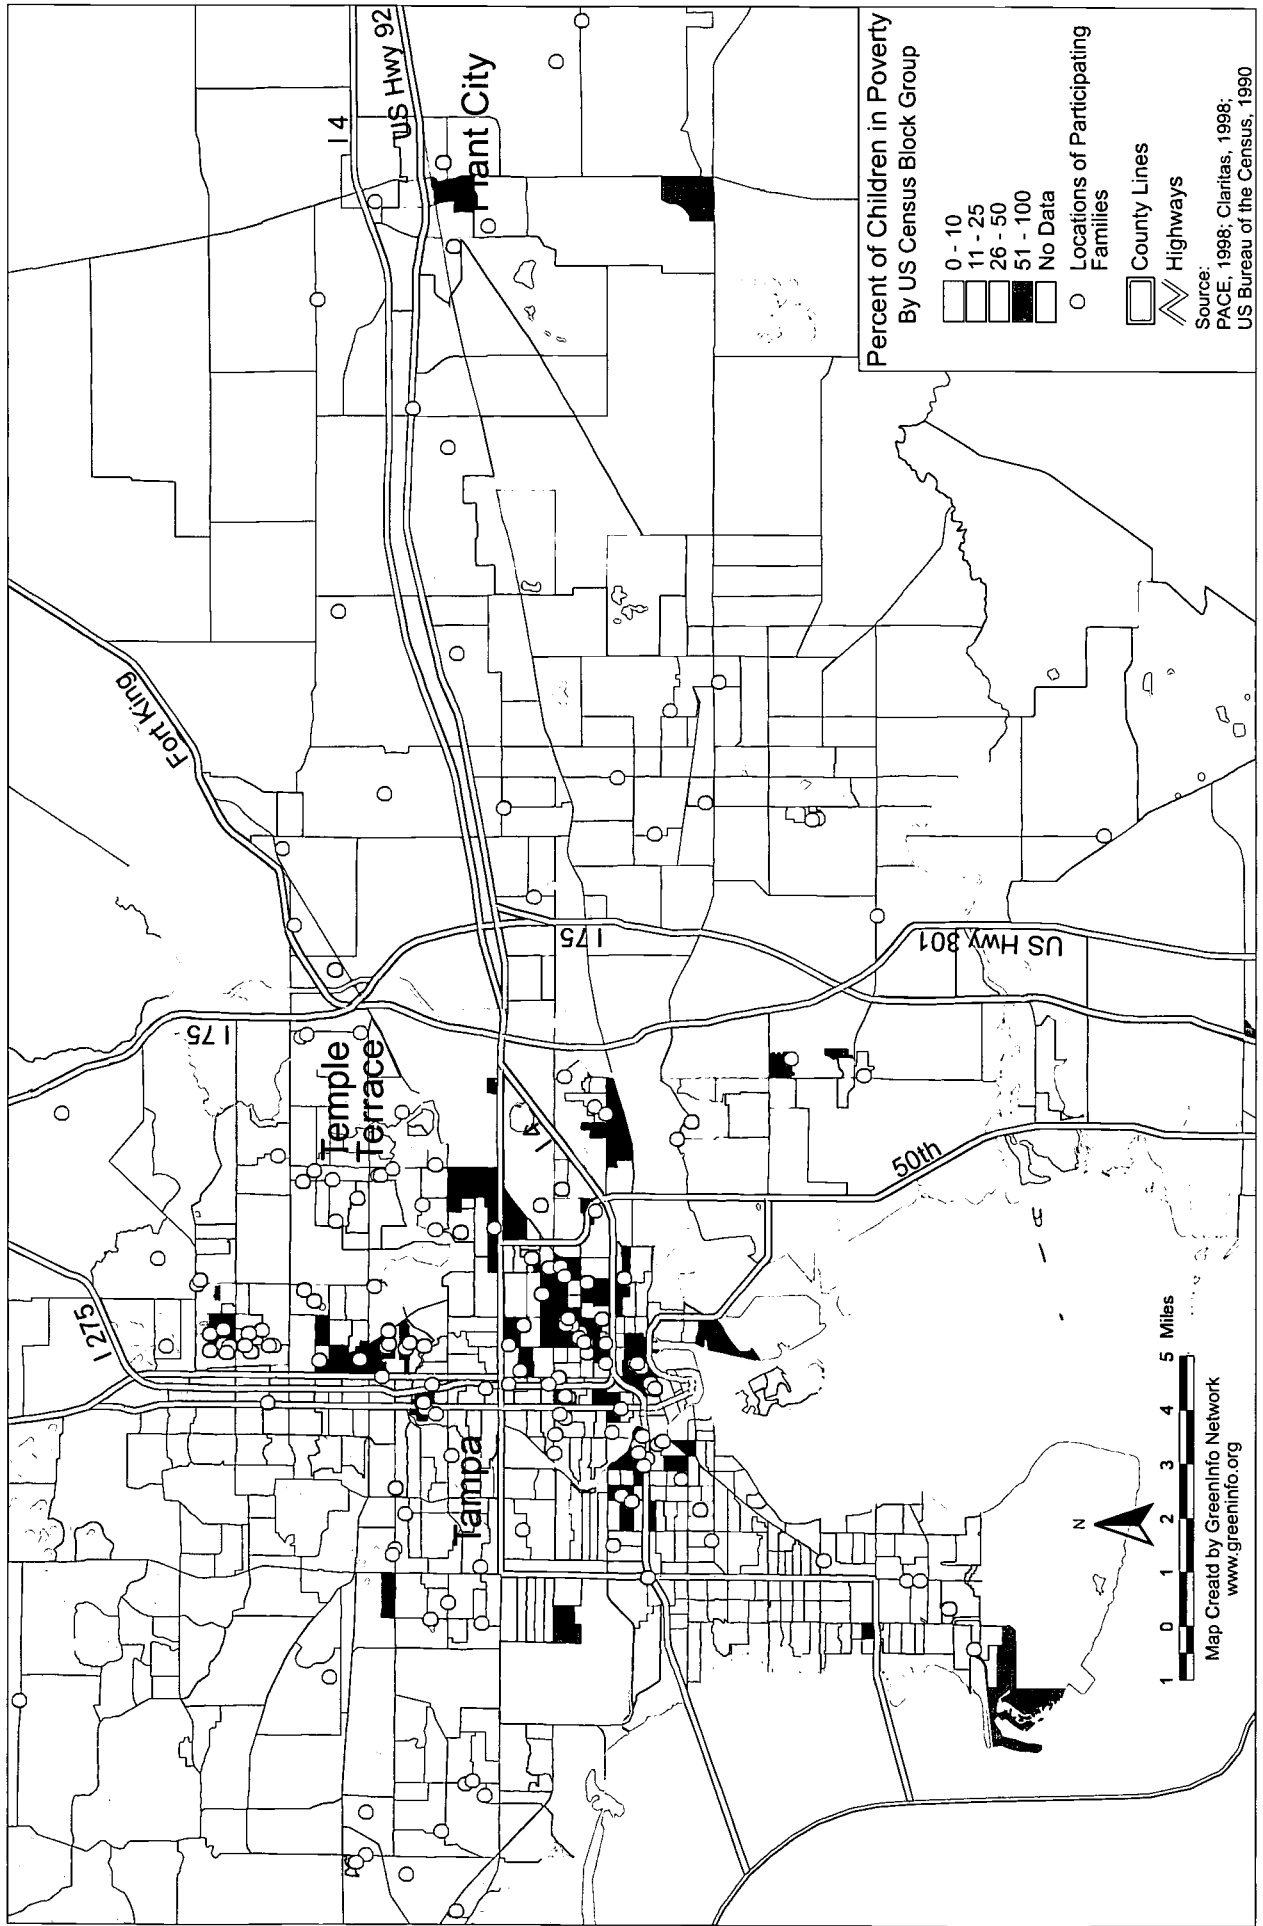 I 4
US Hwy 92
Plant City
Fort King
I 75
Temple
Terrace
I 275
Tampa
I 75
US Hwy 301
I 4
50th
Percent of Children in Poverty
By US Census Block Group
0 - 10
11 - 25
26 - 50
51 - 100
No Data
Locations of Participating
Families
County Lines
Highways
Source:
PACE, 1998; Claritas, 1998;
US Bureau of the Census, 1990
N
1 0 1 2 3 4 5 Miles
Map Creatd by GreenInfo Network
www.greeninfo.org